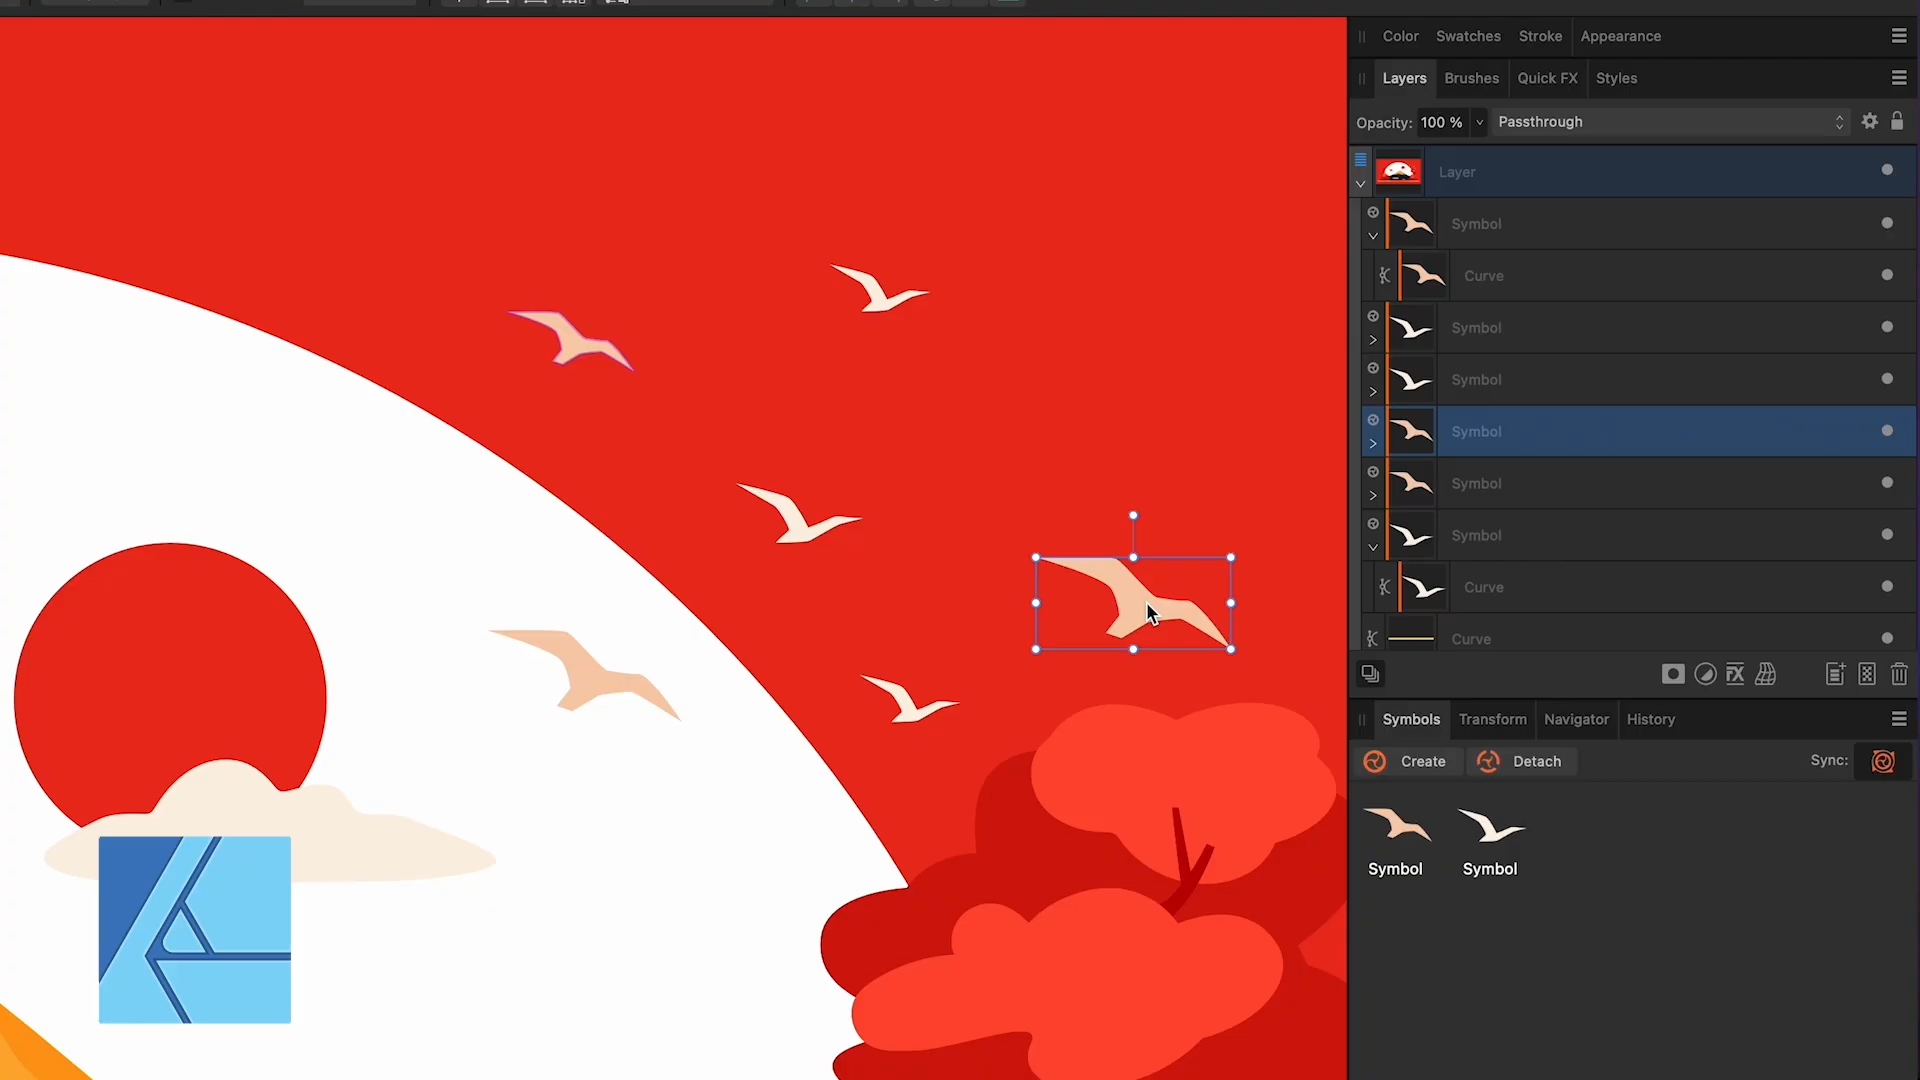 Color Swatches Stroke Appearance
Layers Brushes Quick FX Styles
Opacity: 100 % Passthrough
Layer
Symbol
Curve
Symbol
Symbol
Symbol
Symbol
Symbol
Curve
Curve
FX
Symbols Transform Navigator History
Create Detach Sync:
Symbol Symbol